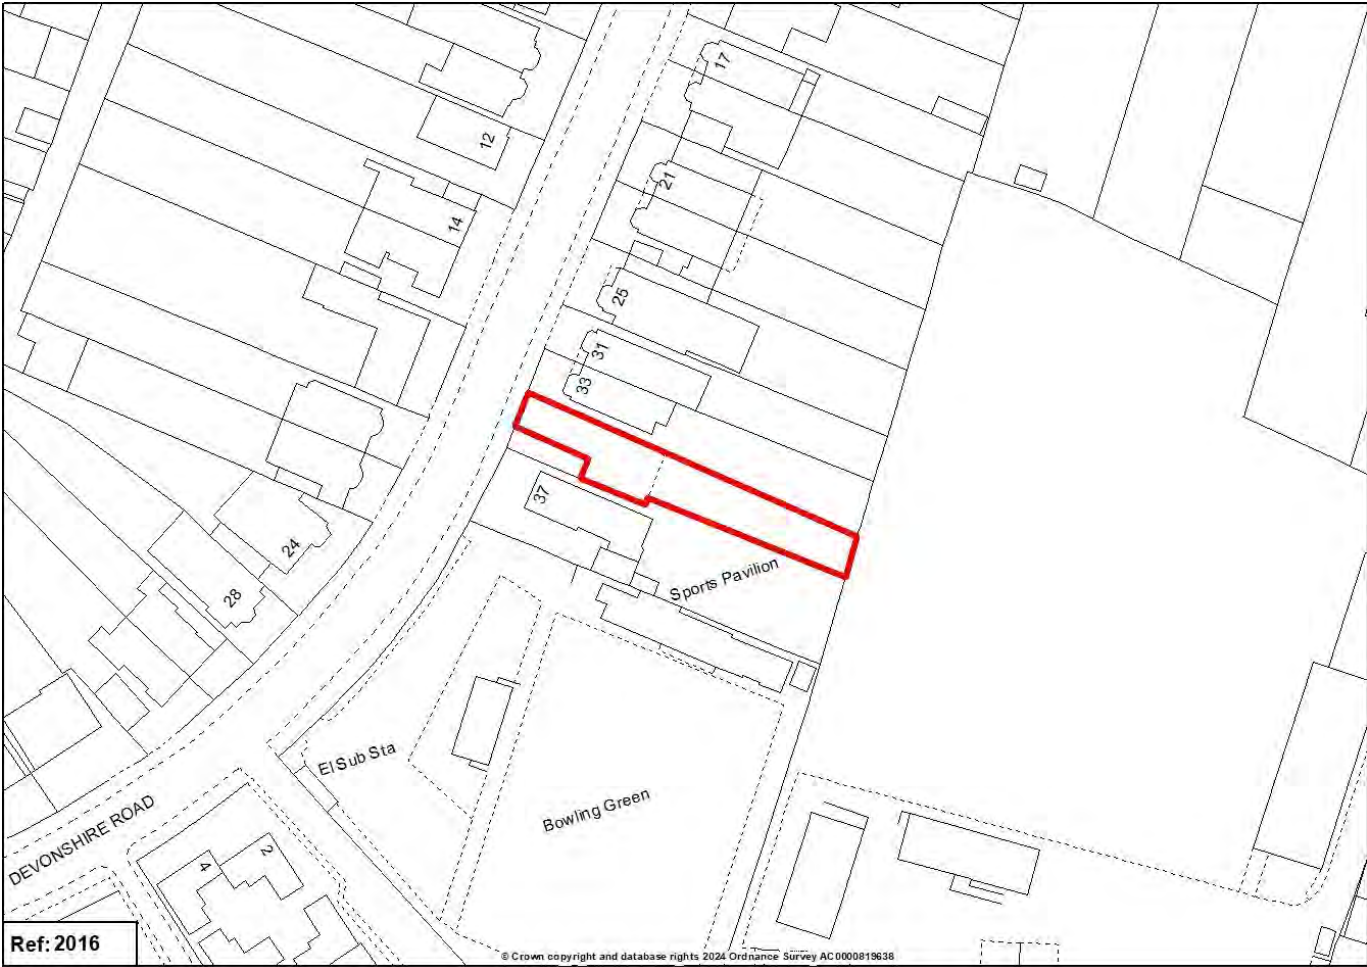 17
12
21
14
25
31
33
37
24
28
Sports Pavilion
El Sub Sta
Bowling Green
DEVONSHIRE ROAD
2
4
Ref: 2016
© Crown copyright and database rights 2024 Ordnance Survey AC0000819638